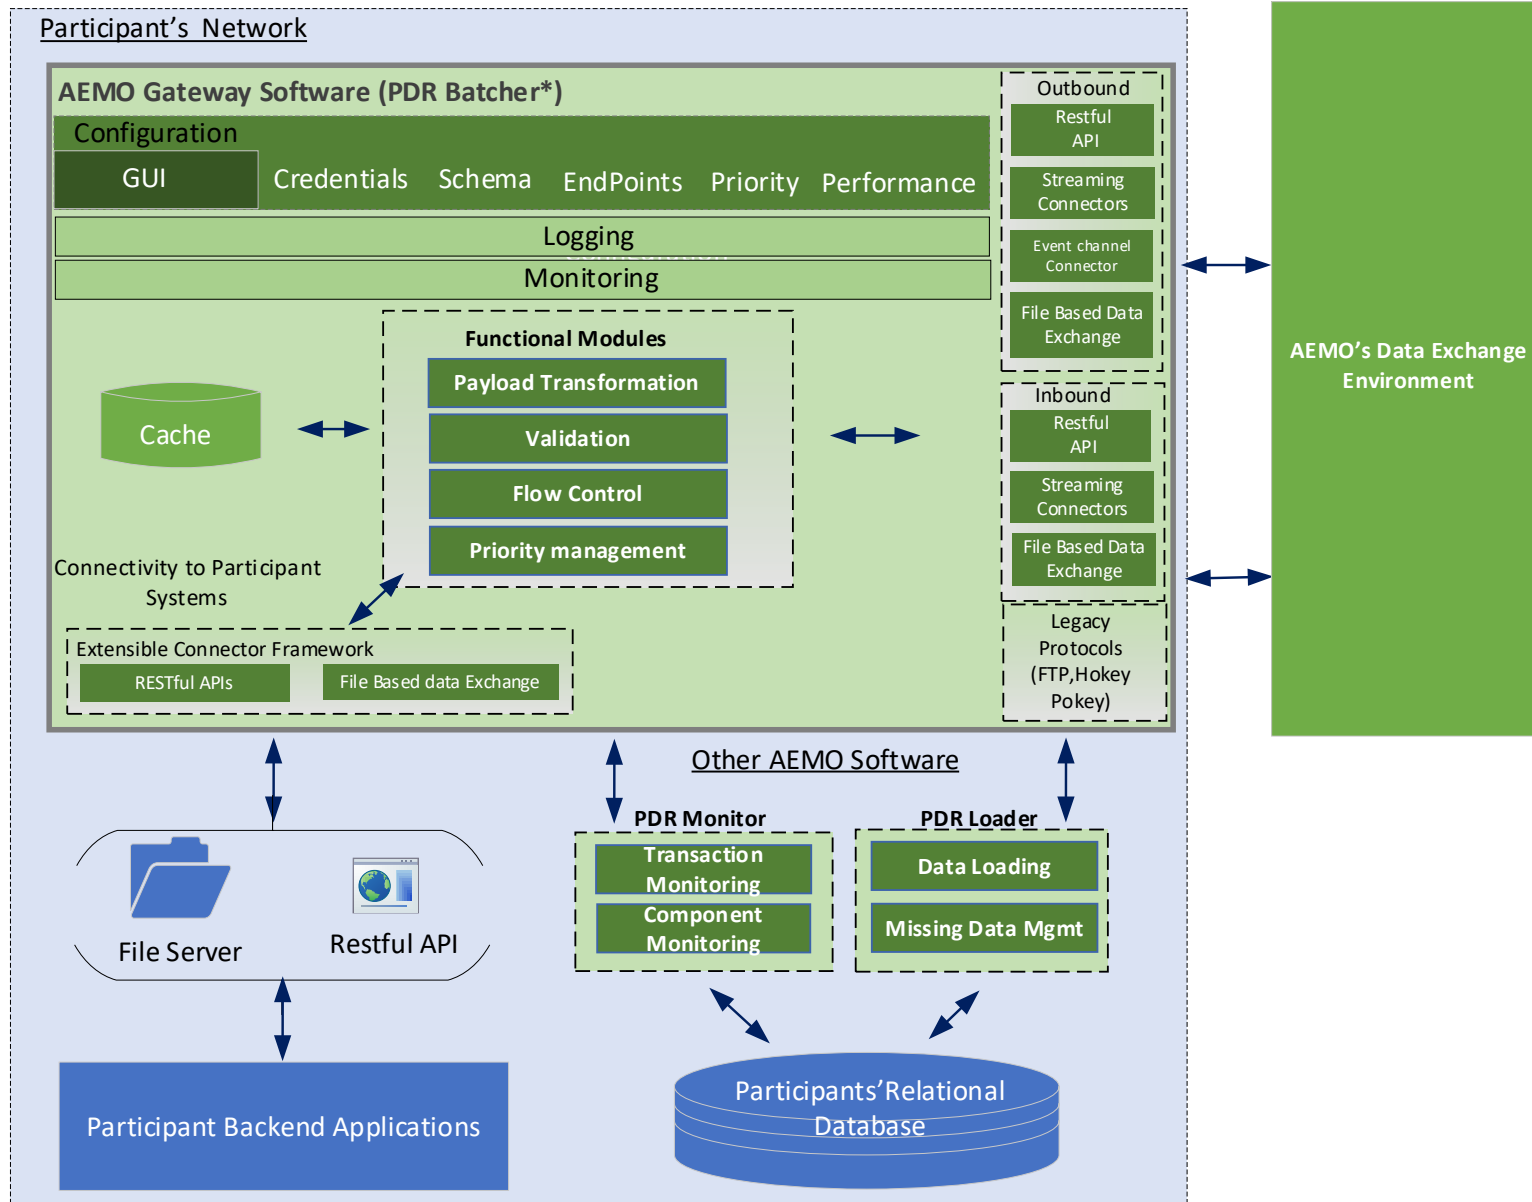 Participant's Network
AEMO Gateway Software (PDR Batcher*)
Configuration
GUI
Credentials
Schema
EndPoints
Priority
Performance
Logging
Monitoring
Functional Modules
Payload Transformation
Validation
Flow Control
Priority management
Cache
Connectivity to Participant
Systems
Extensible Connector Framework
RESTful APIs
File Based data Exchange
Outbound
Restful
API
Streaming
Connectors
Event channel
Connector
File Based Data
Exchange
Inbound
Restful
API
Streaming
Connectors
File Based Data
Exchange
Legacy
Protocols
(FTP,Hokey
Pokey)
AEMO's Data Exchange
Environment
Other AEMO Software
PDR Monitor
Transaction
Monitoring
Component
Monitoring
PDR Loader
Data Loading
Missing Data Mgmt
File Server
Restful API
Participant Backend Applications
Participants'Relational
Database